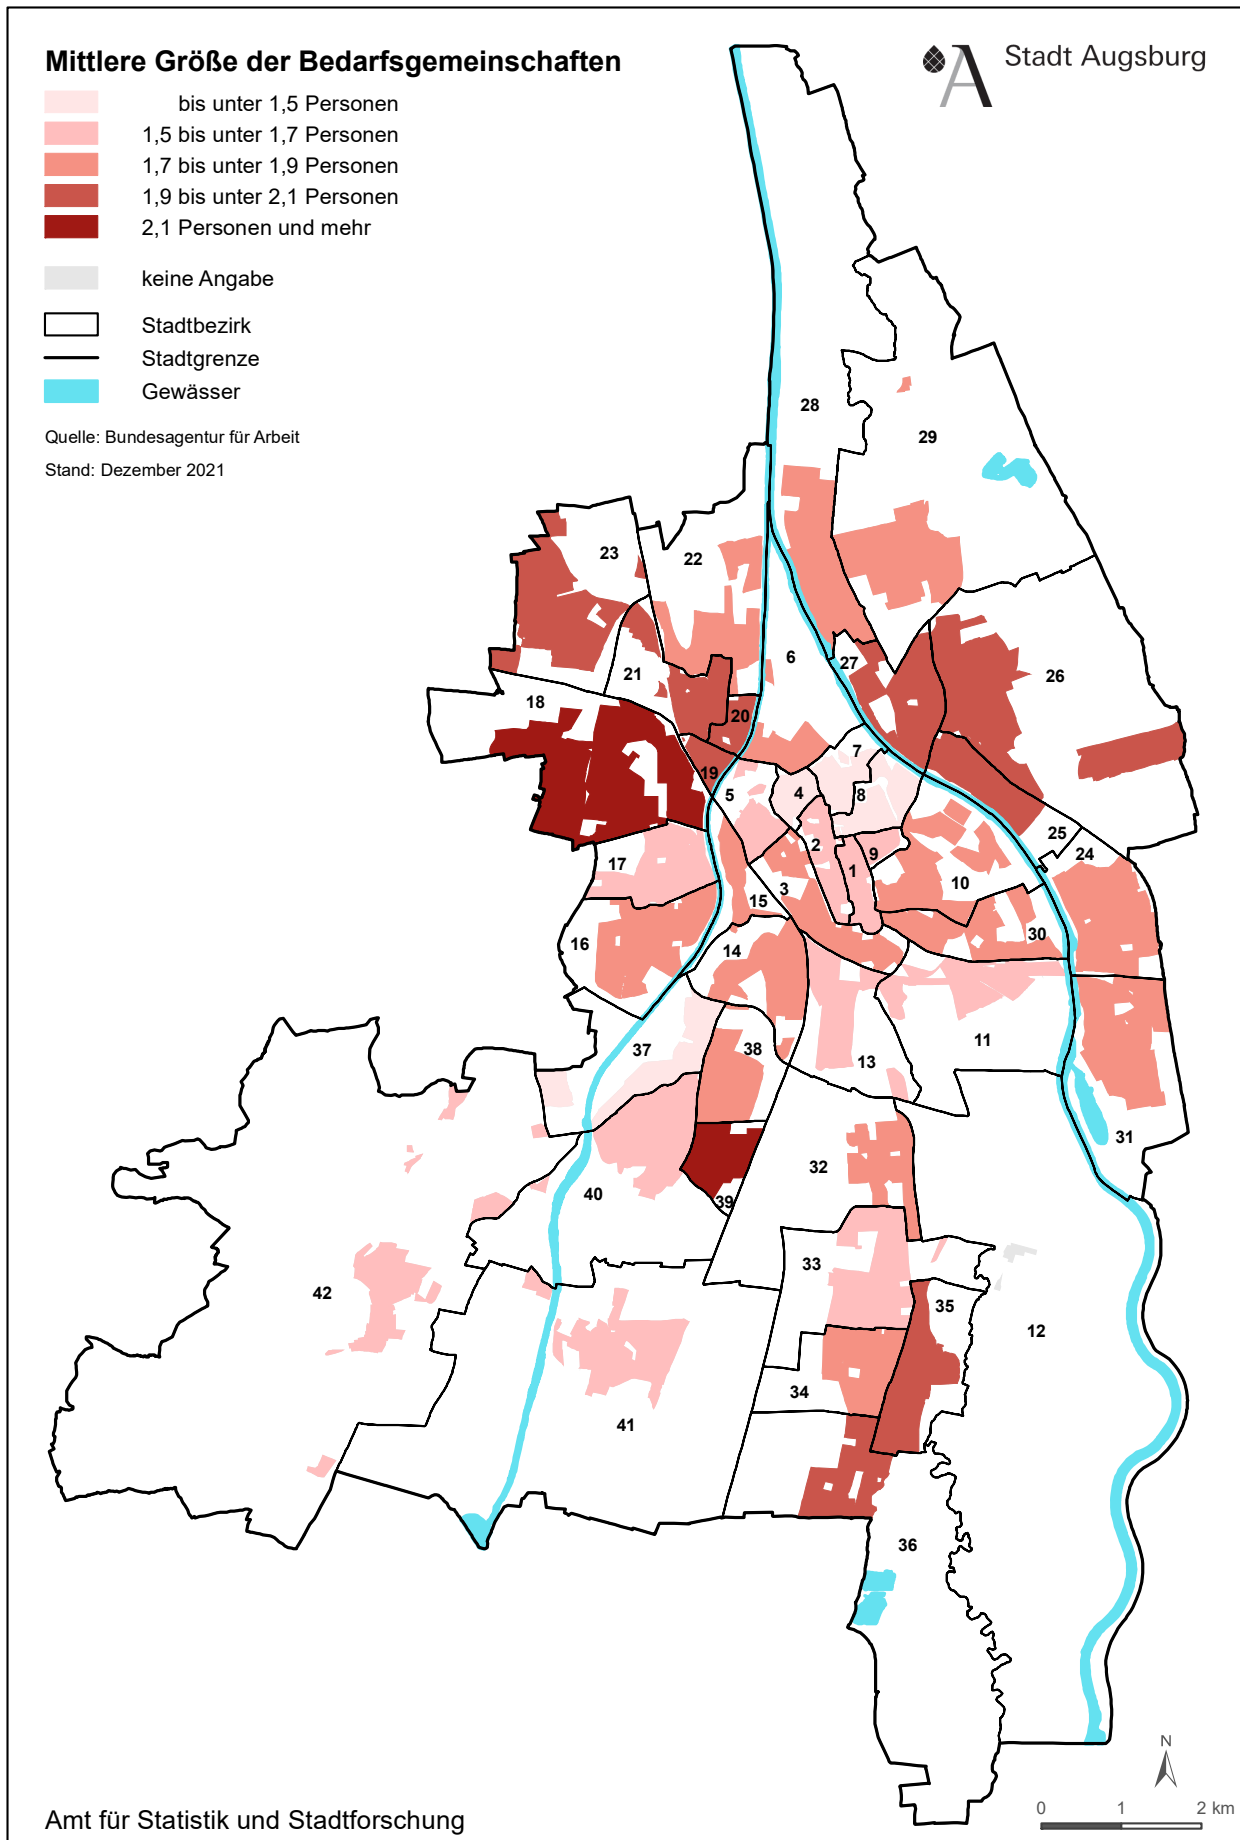 Mittlere Größe der Bedarfsgemeinschaften
bis unter 1,5 Personen
1,5 bis unter 1,7 Personen
1,7 bis unter 1,9 Personen
1,9 bis unter 2,1 Personen
2,1 Personen und mehr
keine Angabe
Stadtbezirk
Stadtgrenze
Gewässer
Quelle: Bundesagentur für Arbeit
Stand: Dezember 2021
A Stadt Augsburg
28
29
23
22
6
27
26
21
18
20
7
19
5
4
8
25
2
9
24
17
1
3
10
15
30
16
14
37
38
13
11
31
32
40
39
33
42
35
12
34
41
36
N
0 1 2 km
Amt für Statistik und Stadtforschung